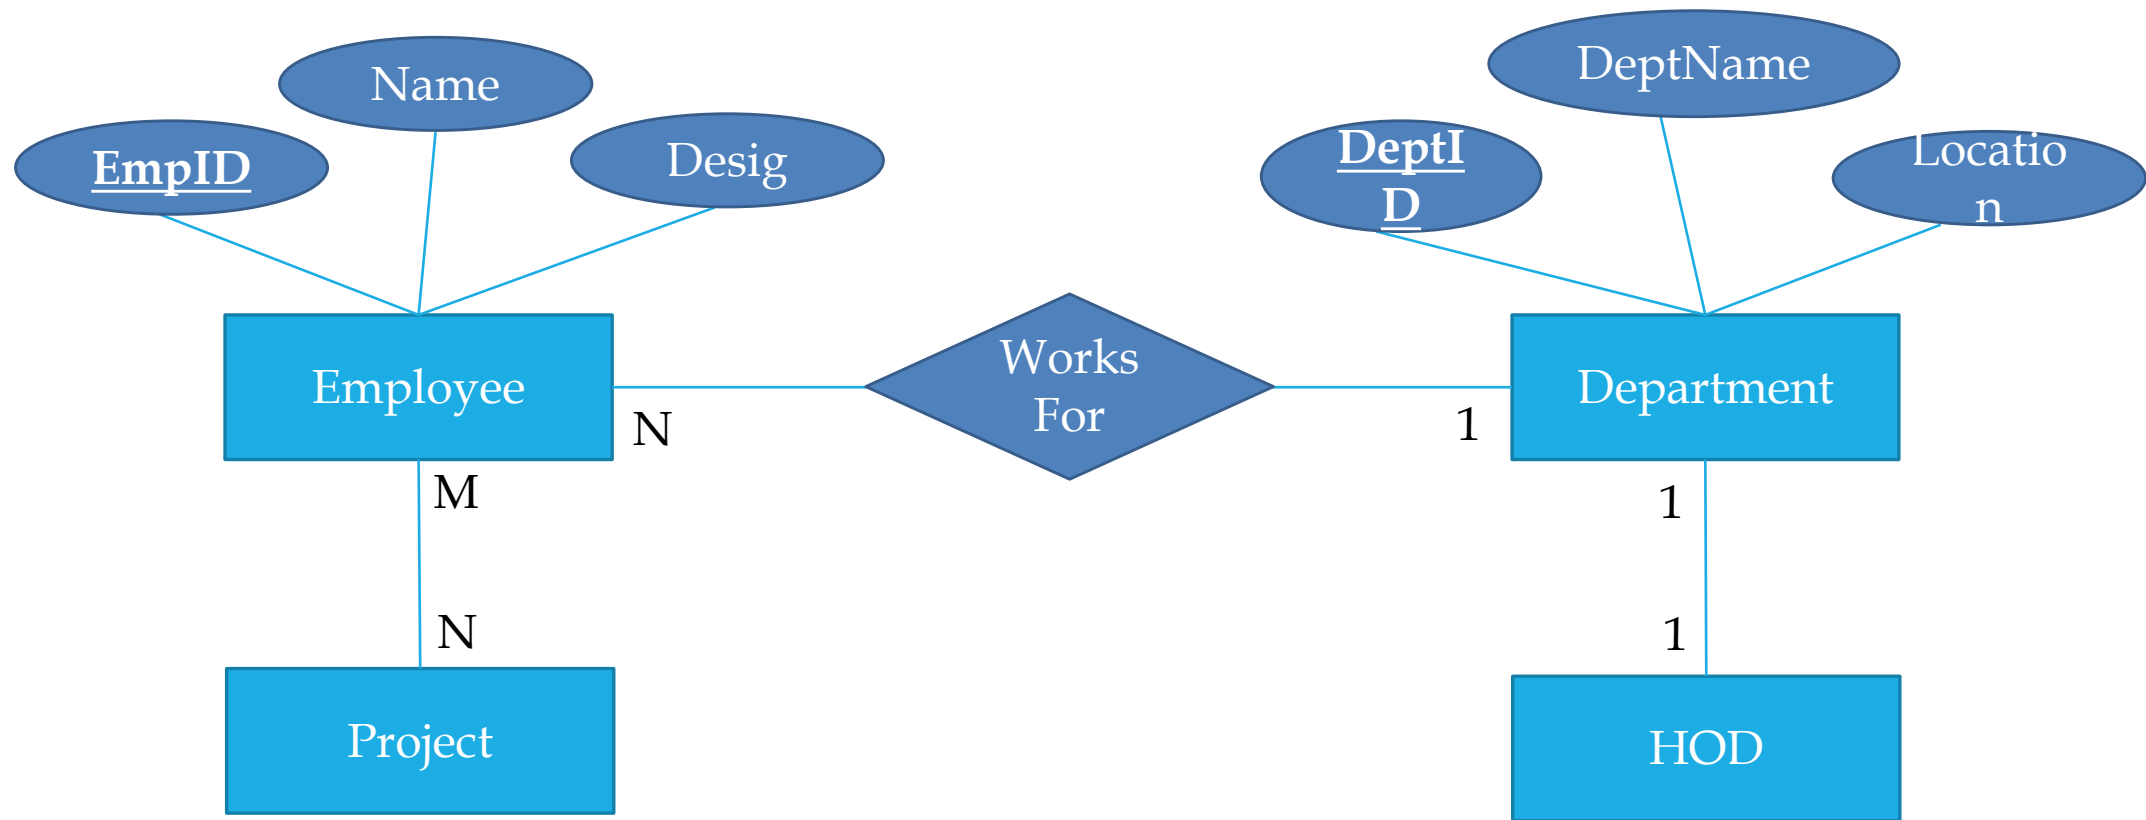 Name
EmpID
Desig
DeptName
DeptI
D
Locatio
n
Employee
Works
For
Department
N
1
M
1
N
1
Project
HOD